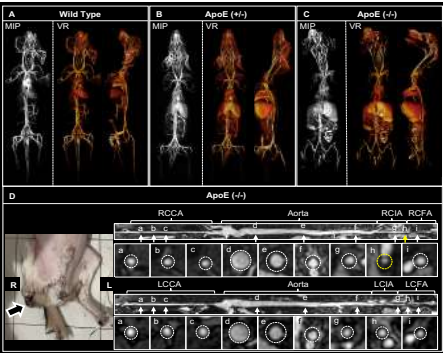 A Wild Type
MIP VR
B ApoE (+/-)
MIP VR
C ApoE (-/-)
MIP VR
D ApoE (-/-)
RCCA Aorta RCIA RCFA
a b c d e f g h i
a b c d e f g h i
R L
LCCA Aorta LCIA LCFA
a b c d e f g h i
a b c d e f g h i